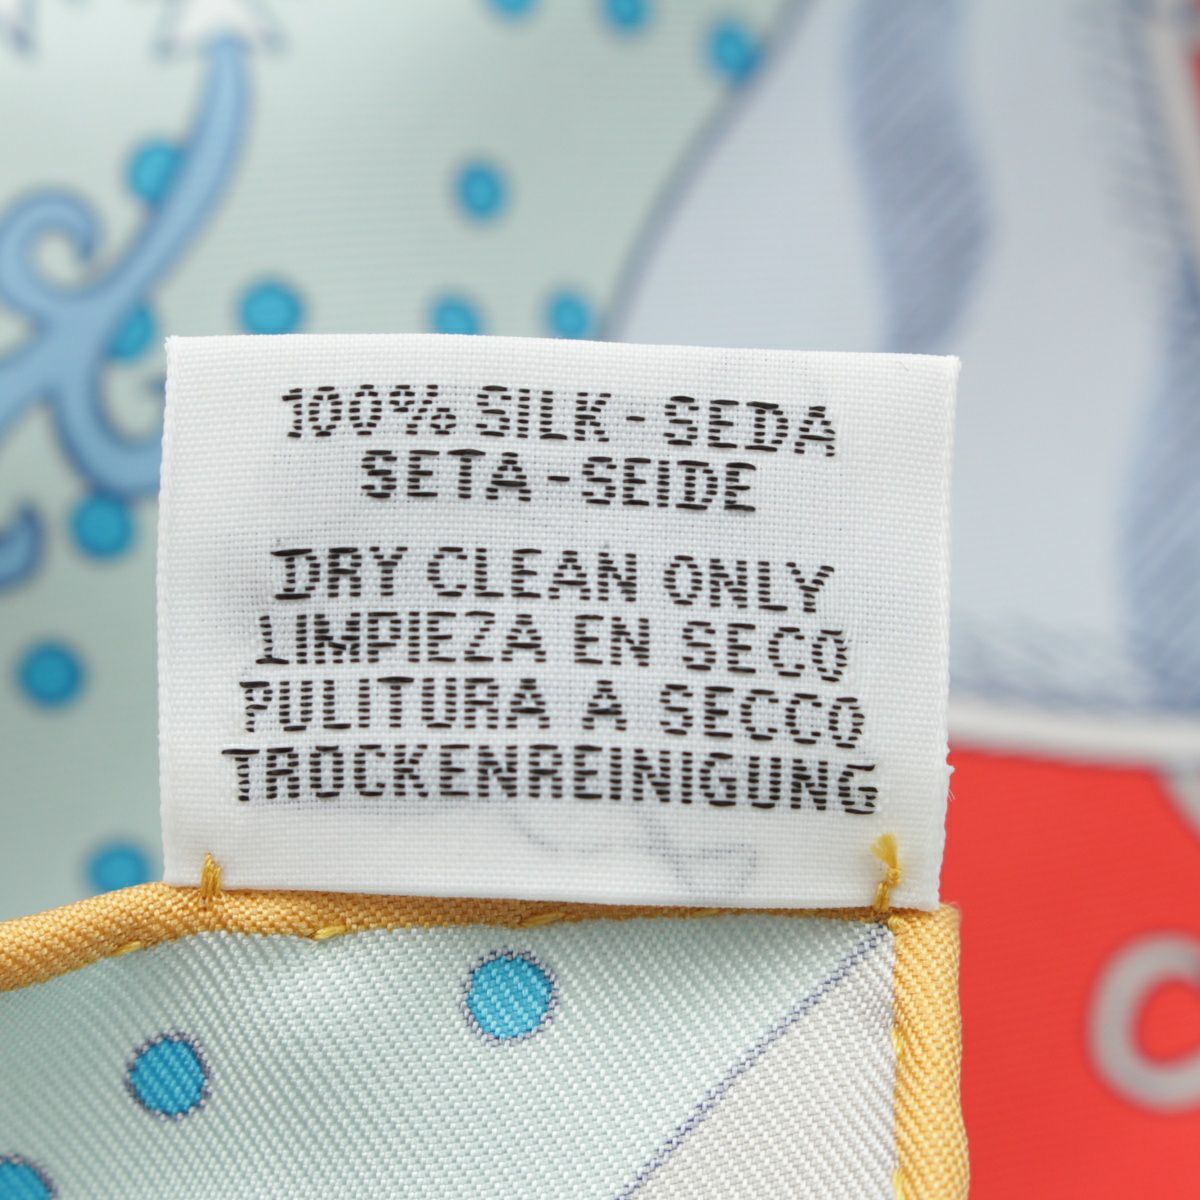 100% SILK - SEDA
SETA - SEIDE
DRY CLEAN ONLY
LIMPIEZA EN SECO
PULITURA A SECCO
TROCKENREINIGUNG